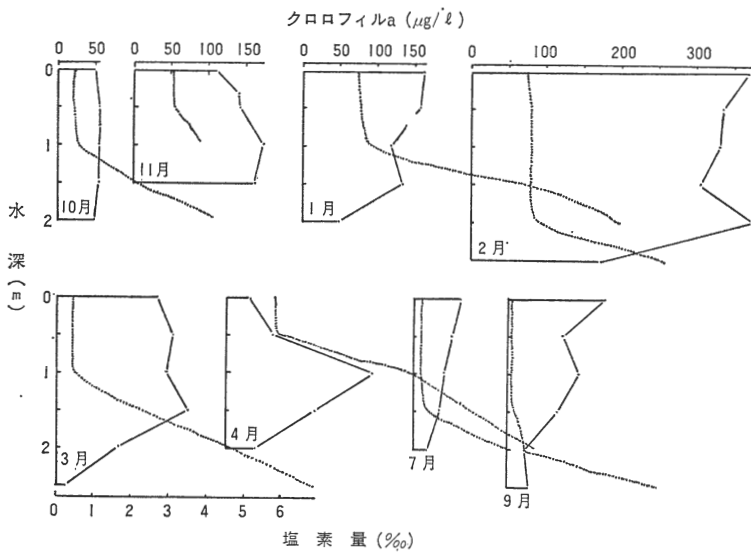 クロロフィルa (μg/ℓ)
0 50
0 50 100 150
0 50 100 150
0 100 200 300
0
1
2
10月
11月
1月
2月
水深(m)
0
1
2
3月
4月
7月
9月
0 1 2 3 4 5 6
塩素量(‰)